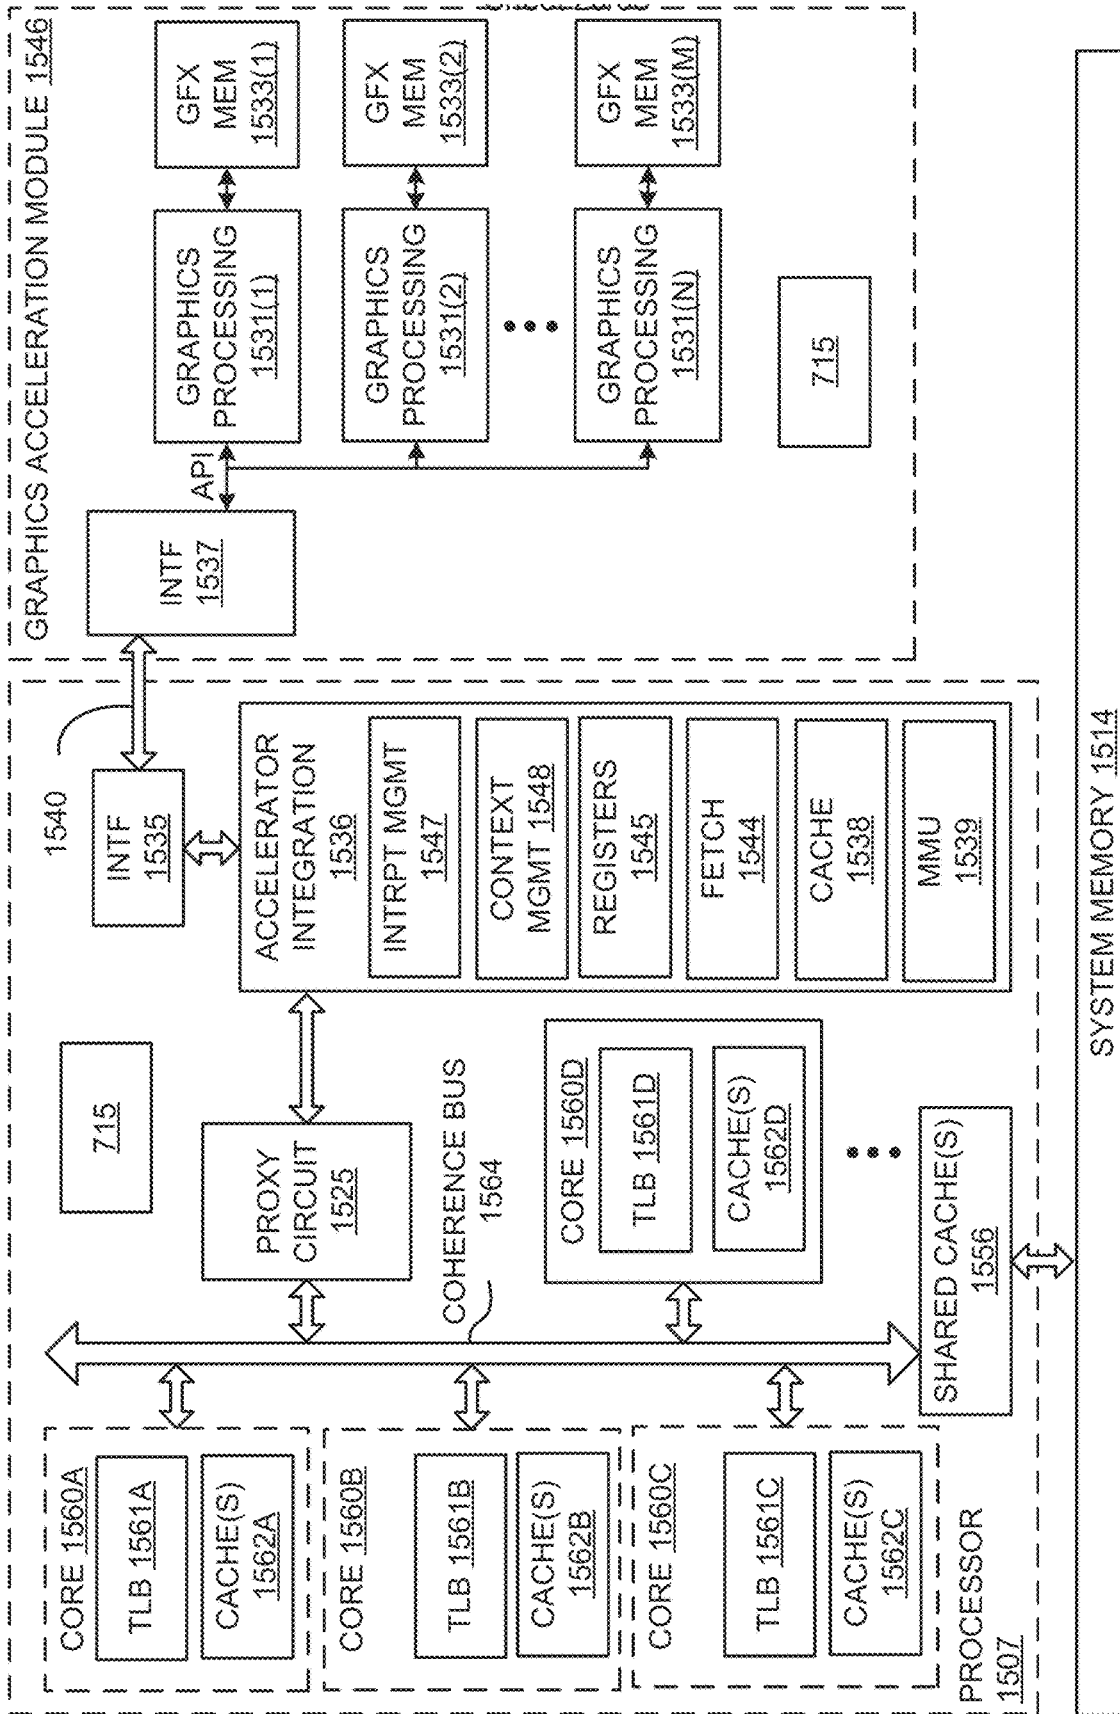 CORE 1560A
TLB 1561A
CACHE(S)
1562A
CORE 1560B
TLB 1561B
CACHE(S)
1562B
CORE 1560C
TLB 1561C
CACHE(S)
1562C
PROCESSOR
1507
715
PROXY
CIRCUIT
1525
COHERENCE BUS
1564
CORE 1560D
TLB 1561D
CACHE(S)
1562D
SHARED CACHE(S)
1556
1540
INTF
1535
ACCELERATOR
INTEGRATION
1536
INTRPT MGMT
1547
CONTEXT
MGMT 1548
REGISTERS
1545
FETCH
1544
CACHE
1538
MMU
1539
SYSTEM MEMORY 1514
GRAPHICS ACCELERATION MODULE 1546
INTF
1537
API
GRAPHICS
PROCESSING
1531(1)
GFX
MEM
1533(1)
GRAPHICS
PROCESSING
1531(2)
GFX
MEM
1533(2)
GRAPHICS
PROCESSING
1531(N)
GFX
MEM
1533(M)
715